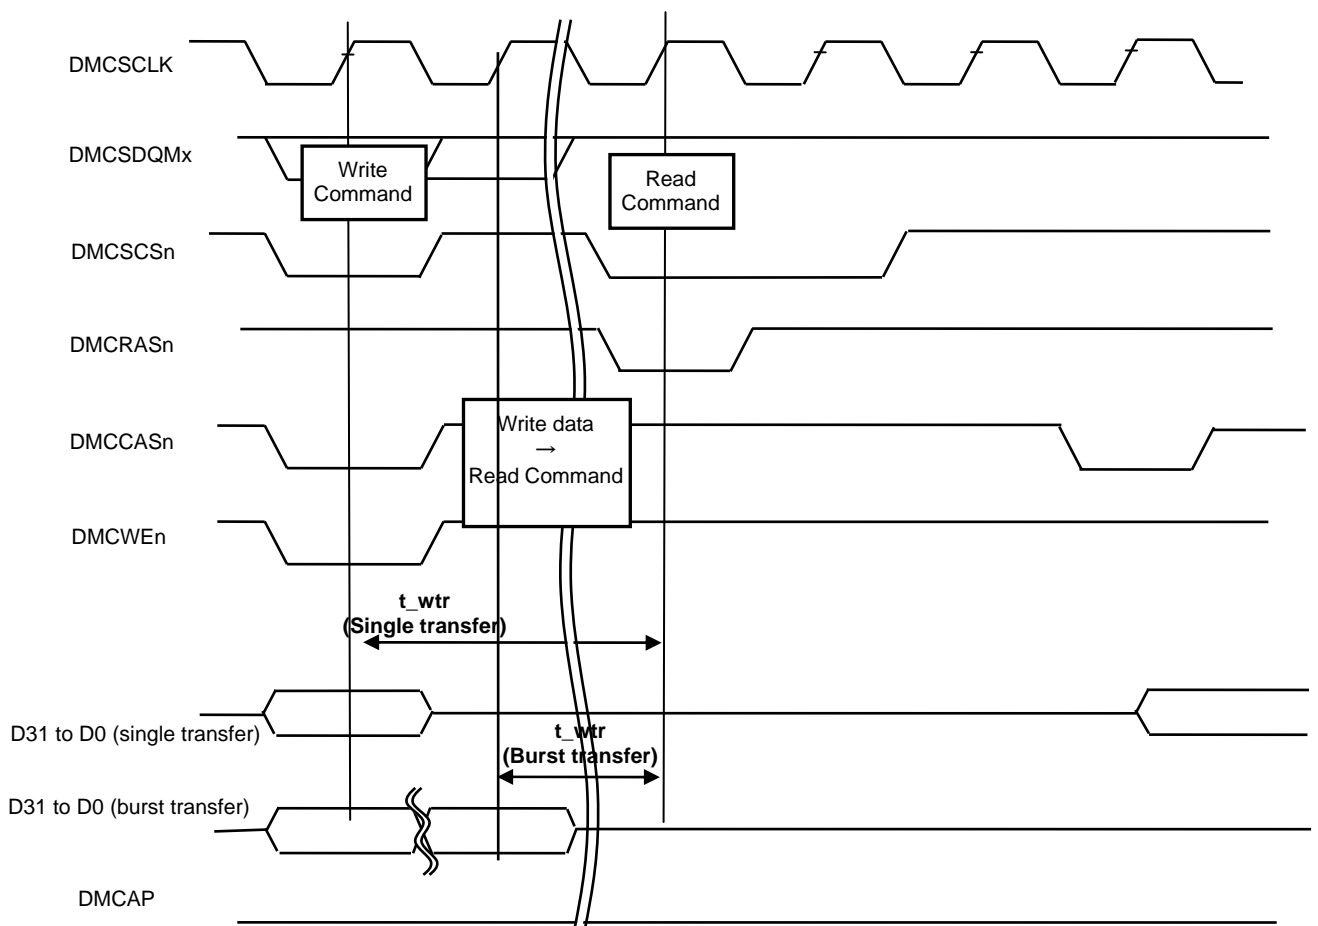 DMCSCLK
DMCSDQMx
Write
Command
Read
Command
DMCSCSn
DMCRASn
DMCCASn
Write data
→
Read Command
DMCWEn
t_wtr
(Single transfer)
D31 to D0 (single transfer)
t_wtr
(Burst transfer)
D31 to D0 (burst transfer)
DMCAP